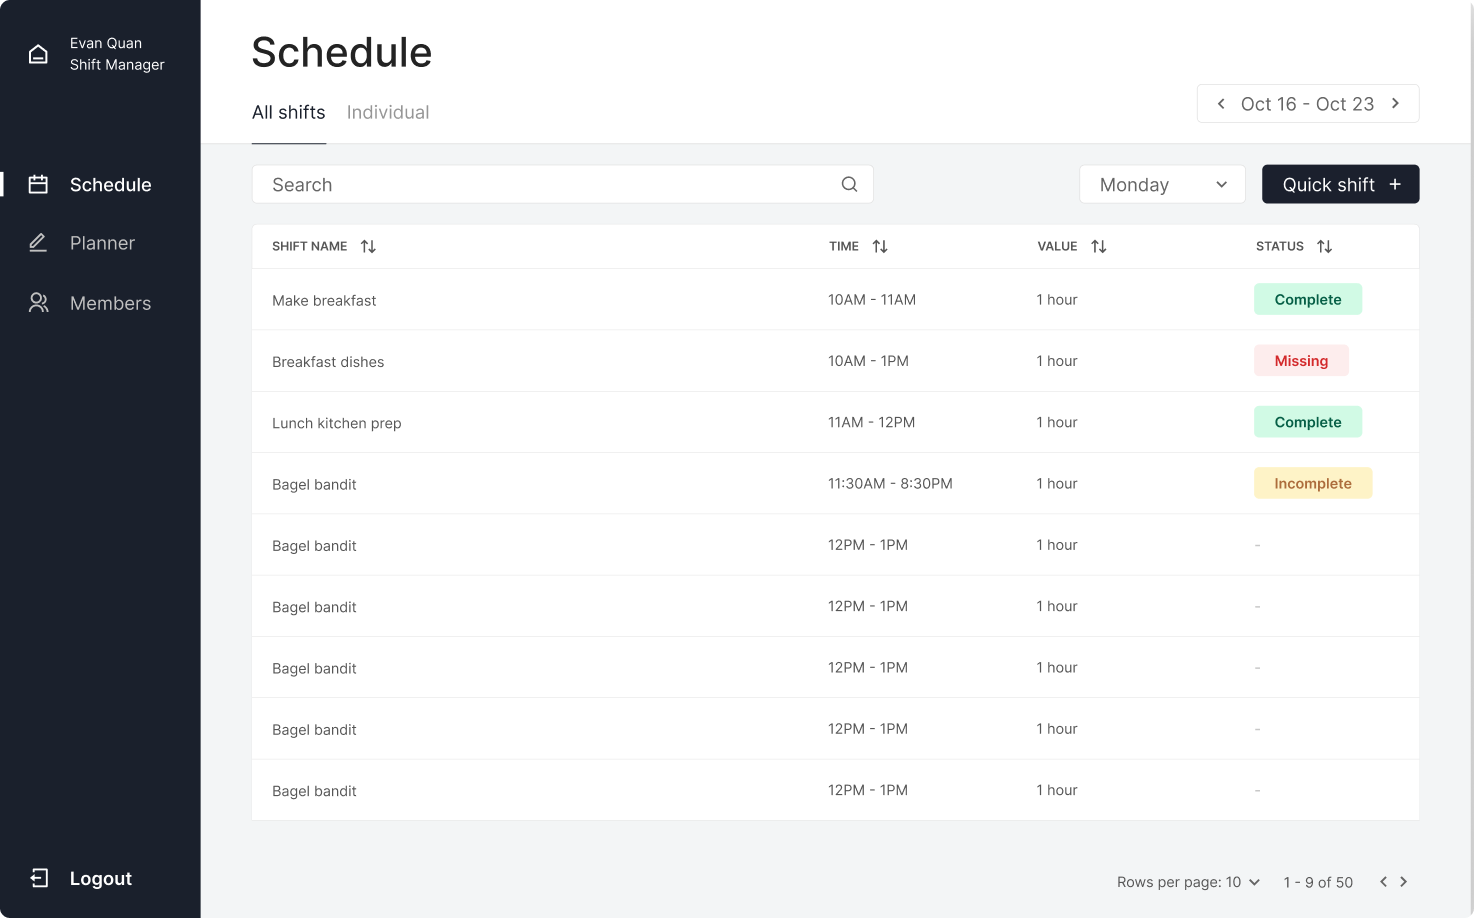 Evan Quan
Shift Manager
Schedule
Planner
Members
Logout
Schedule
All shifts Individual
Oct 16 - Oct 23
Search
Monday
Quick shift +
SHIFT NAME TIME VALUE STATUS
Make breakfast 10AM - 11AM 1 hour Complete
Breakfast dishes 10AM - 1PM 1 hour Missing
Lunch kitchen prep 11AM - 12PM 1 hour Complete
Bagel bandit 11:30AM - 8:30PM 1 hour Incomplete
Bagel bandit 12PM - 1PM 1 hour -
Bagel bandit 12PM - 1PM 1 hour -
Bagel bandit 12PM - 1PM 1 hour -
Bagel bandit 12PM - 1PM 1 hour -
Bagel bandit 12PM - 1PM 1 hour -
Rows per page: 10 1 - 9 of 50